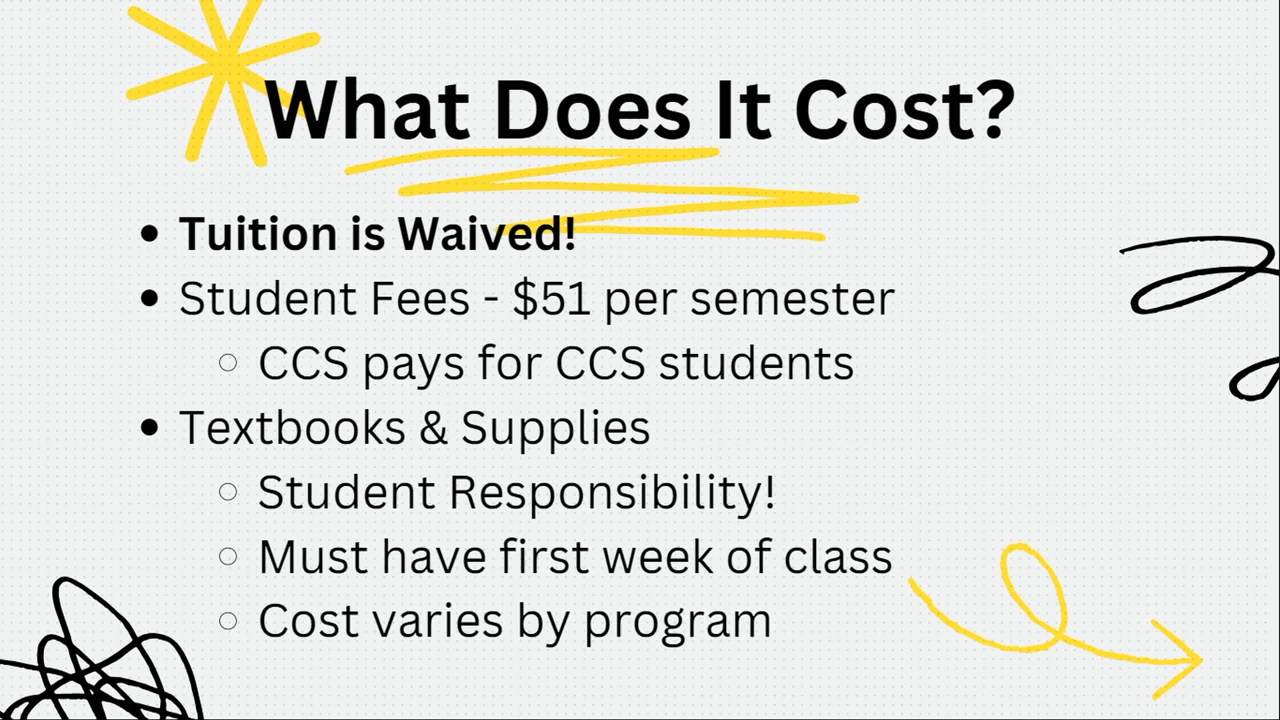 What Does It Cost?
• Tuition is Waived!
• Student Fees - $51 per semester
○ CCS pays for CCS students
• Textbooks & Supplies
○ Student Responsibility!
○ Must have first week of class
○ Cost varies by program